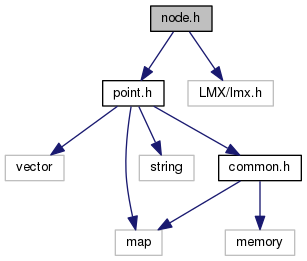 node.h
point.h
LMX/lmx.h
vector
string
common.h
map
memory